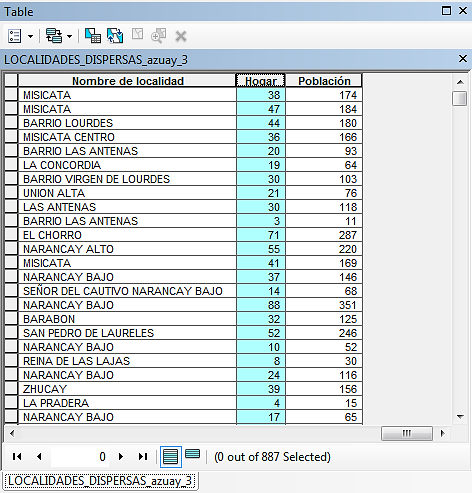 Table
LOCALIDADES_DISPERSAS_azuay_3
Nombre de localidad Hogar Población
MISICATA 38 174
MISICATA 47 184
BARRIO LOURDES 44 180
MISICATA CENTRO 36 166
BARRIO LAS ANTENAS 20 93
LA CONCORDIA 19 64
BARRIO VIRGEN DE LOURDES 30 103
UNION ALTA 21 76
LAS ANTENAS 30 118
BARRIO LAS ANTENAS 3 11
EL CHORRO 71 287
NARANCAY ALTO 55 220
MISICATA 41 169
NARANCAY BAJO 37 146
SEÑOR DEL CAUTIVO NARANCAY BAJO 14 68
NARANCAY BAJO 88 351
BARABON 32 125
SAN PEDRO DE LAURELES 52 246
NARANCAY BAJO 10 52
REINA DE LAS LAJAS 8 30
NARANCAY BAJO 24 116
ZHUCAY 39 156
LA PRADERA 4 15
NARANCAY BAJO 17 65
0 (0 out of 887 Selected)
LOCALIDADES_DISPERSAS_azuay_3